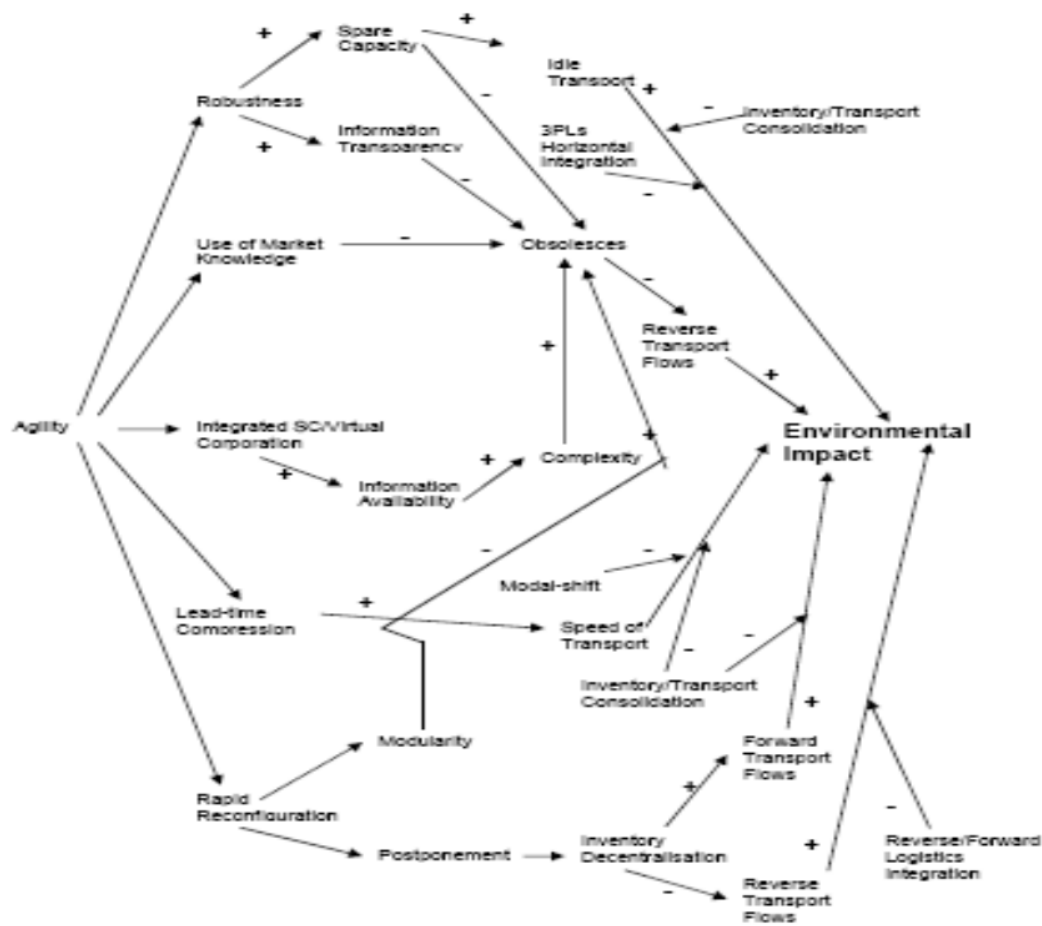 +
Spare
Capacity
+
+
Idle
Transport
+
-
Inventory/Transport
Consolidation
Robustness
-
+
Information
Transparency
3PLs
Horizontal
Integration
-
-
Use of Market
Knowledge
-
Obsolesces
-
Reverse
Transport
Flows
+
+
Agility
Integrated SC/Virtual
Corporation
+
Information
Availability
+
Complexity
+
Environmental
Impact
-
-
Modal-shift
Lead-time
Comoression
+
Speed of
Transport
-
-
Inventory/Transport
Consolidation
+
Modularity
Forward
Transport
Flows
Rapid
Reconfiouration
+
-
Postponement
Inventory
Decentralisation
+
Reverse/Forward
Logistics
Integration
-
Reverse
Transport
Flows